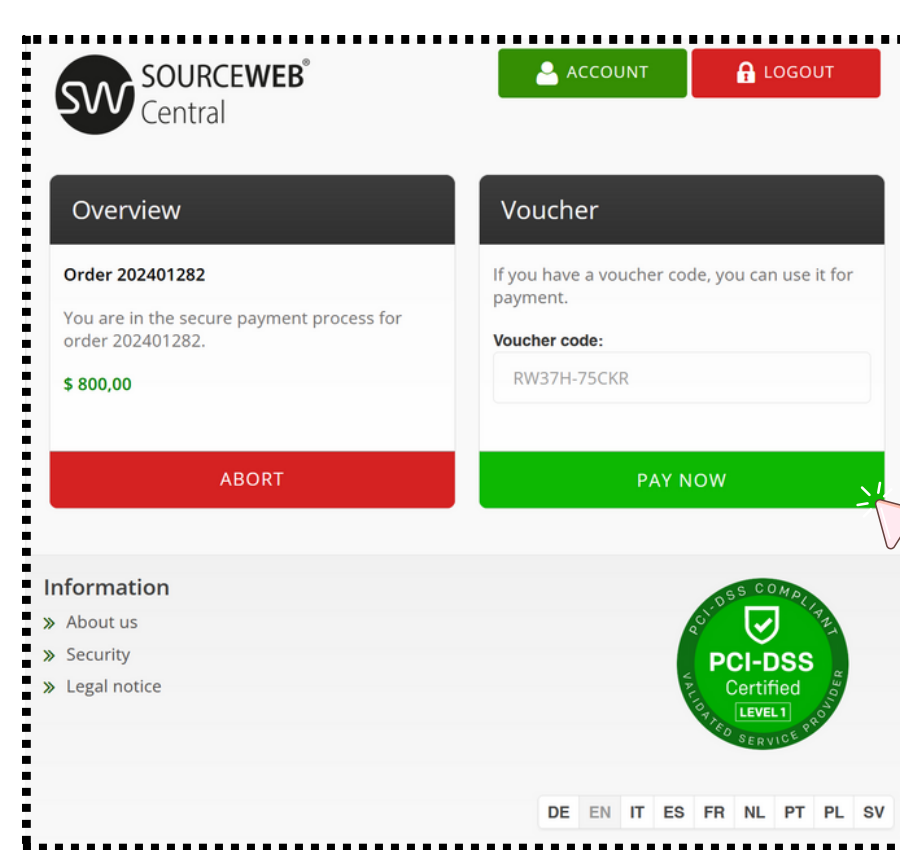 SW SOURCEWEB®
Central
ACCOUNT
LOGOUT
Overview
Order 202401282
You are in the secure payment process for
order 202401282.
$ 800,00
ABORT
Voucher
If you have a voucher code, you can use it for
payment.
Voucher code:
RW37H-75CKR
PAY NOW
Information
» About us
» Security
» Legal notice
PCI-DSS COMPLIANT
PCI-DSS
Certified
LEVEL 1
VALIDATED SERVICE PROVIDER
DE EN IT ES FR NL PT PL SV